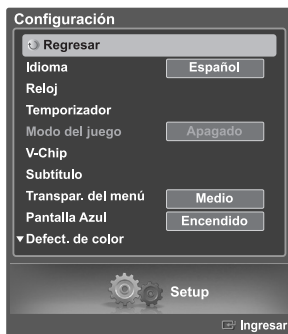 Configuración
Regresar
Idioma Español
Reloj
Temporizador
Modo del juego Apagado
V-Chip
Subtítulo
Transpar. del menú Medio
Pantalla Azul Encendido
▼Defect. de color
Setup
Ingresar